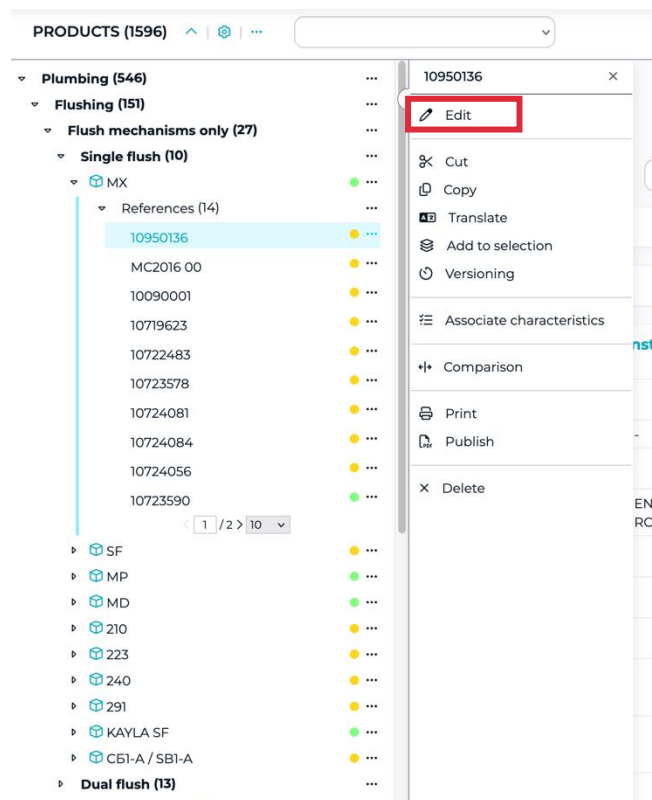 PRODUCTS (1596)
Plumbing (546)
Flushing (151)
Flush mechanisms only (27)
Single flush (10)
MX
References (14)
10950136
MC2016 00
10090001
10719623
10722483
10723578
10724081
10724084
10724056
10723590
1 / 2 10
SF
MP
MD
210
223
240
291
KAYLA SF
СБ1-А / SB1-A
Dual flush (13)
10950136
Edit
Cut
Copy
Translate
Add to selection
Versioning
Associate characteristics
Comparison
Print
Publish
Delete